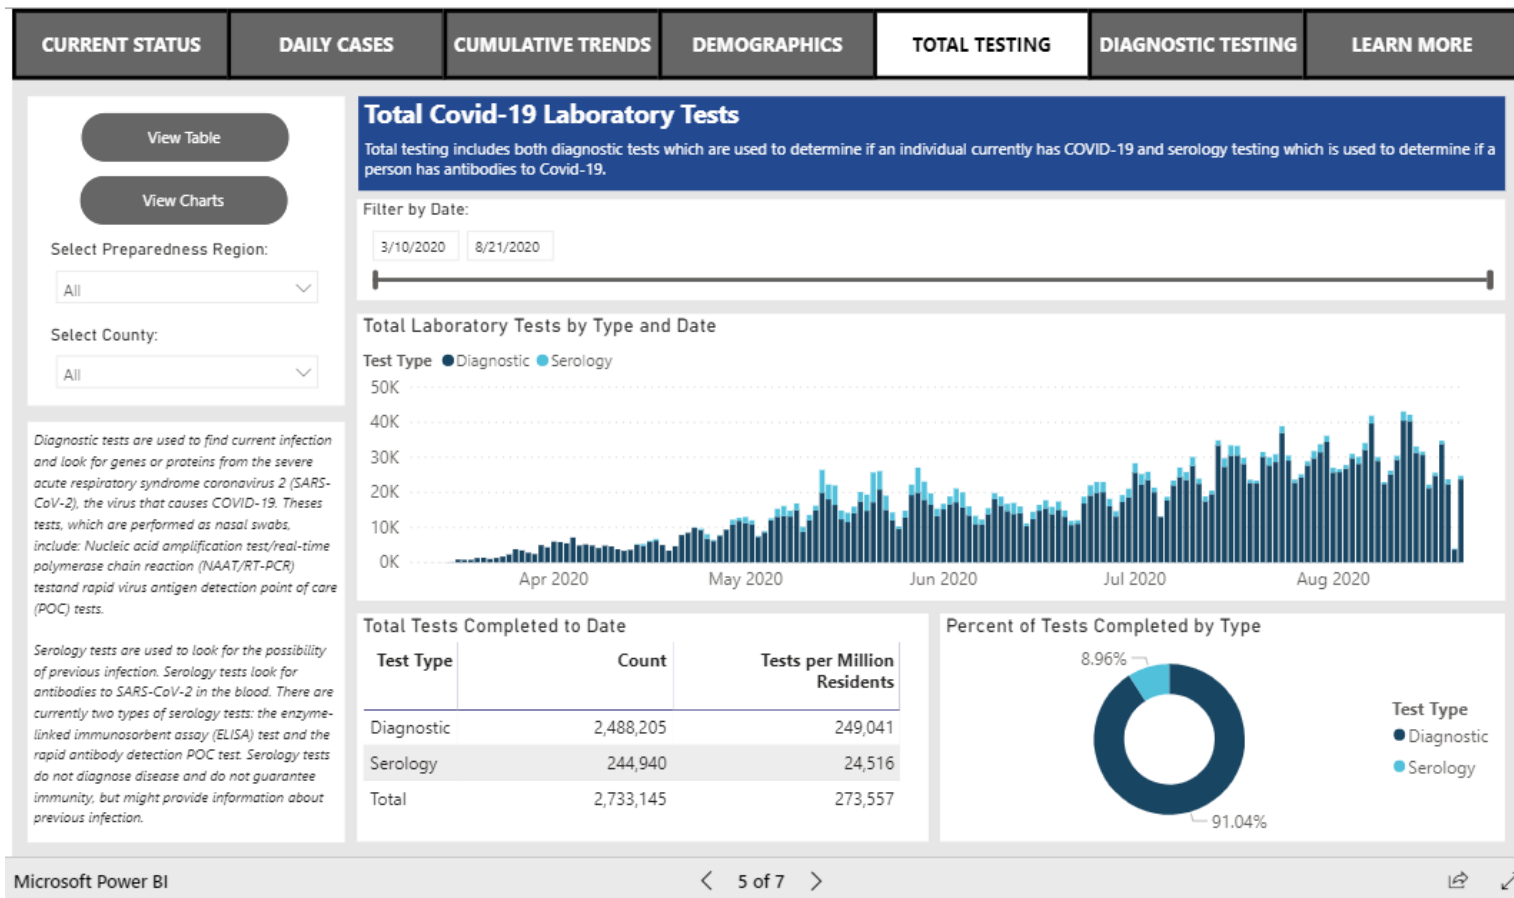 CURRENT STATUS
DAILY CASES
CUMULATIVE TRENDS
DEMOGRAPHICS
TOTAL TESTING
DIAGNOSTIC TESTING
LEARN MORE
View Table
View Charts
Select Preparedness Region:
All
Select County:
All
Diagnostic tests are used to find current infection
and look for genes or proteins from the severe
acute respiratory syndrome coronavirus 2 (SARS-
CoV-2), the virus that causes COVID-19. Theses
tests, which are performed as nasal swabs,
include: Nucleic acid amplification test/real-time
polymerase chain reaction (NAAT/RT-PCR)
testand rapid virus antigen detection point of care
(POC) tests.
Serology tests are used to look for the possibility
of previous infection. Serology tests look for
antibodies to SARS-CoV-2 in the blood. There are
currently two types of serology tests: the enzyme-
linked immunosorbent assay (ELISA) test and the
rapid antibody detection POC test. Serology tests
do not diagnose disease and do not guarantee
immunity, but might provide information about
previous infection.
Total Covid-19 Laboratory Tests
Total testing includes both diagnostic tests which are used to determine if an individual currently has COVID-19 and serology testing which is used to determine if a
person has antibodies to Covid-19.
Filter by Date:
3/10/2020 8/21/2020
Total Laboratory Tests by Type and Date
Test Type Diagnostic Serology
50K
40K
30K
20K
10K
0K
Apr 2020 May 2020 Jun 2020 Jul 2020 Aug 2020
Total Tests Completed to Date
Test Type Count Tests per Million
Residents
Diagnostic 2,488,205 249,041
Serology 244,940 24,516
Total 2,733,145 273,557
Percent of Tests Completed by Type
8.96%
91.04%
Test Type
Diagnostic
Serology
Microsoft Power BI
5 of 7